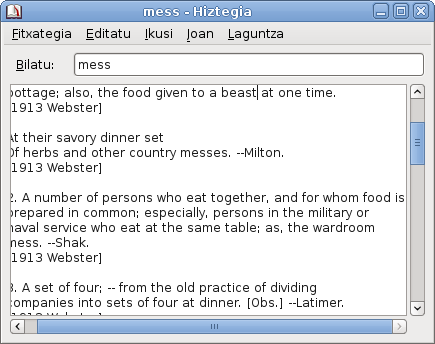 mess - Hiztegia
Fitxategia Editatu Ikusi Joan Laguntza
Bilatu: mess
pottage; also, the food given to a beast at one time.
[1913 Webster]
At their savory dinner set
Of herbs and other country messes. --Milton.
[1913 Webster]
2. A number of persons who eat together, and for whom food is
prepared in common; especially, persons in the military or
naval service who eat at the same table; as, the wardroom
mess. --Shak.
[1913 Webster]
3. A set of four; -- from the old practice of dividing
companies into sets of four at dinner. [Obs.] --Latimer.
[1913 Webster]